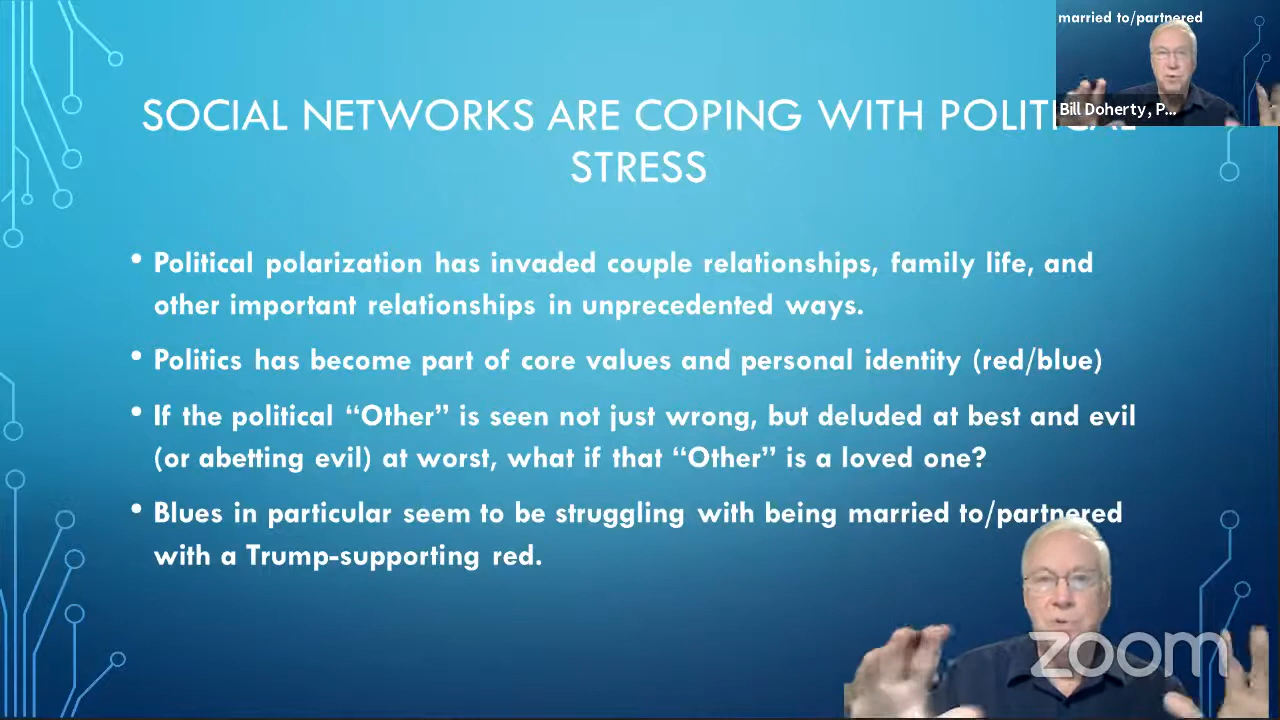 married to/partnered
Bill Doherty, P...
SOCIAL NETWORKS ARE COPING WITH POLITICAL
STRESS
• Political polarization has invaded couple relationships, family life, and
other important relationships in unprecedented ways.
• Politics has become part of core values and personal identity (red/blue)
• If the political “Other” is seen not just wrong, but deluded at best and evil
(or abetting evil) at worst, what if that “Other” is a loved one?
• Blues in particular seem to be struggling with being married to/partnered
with a Trump-supporting red.
zoom